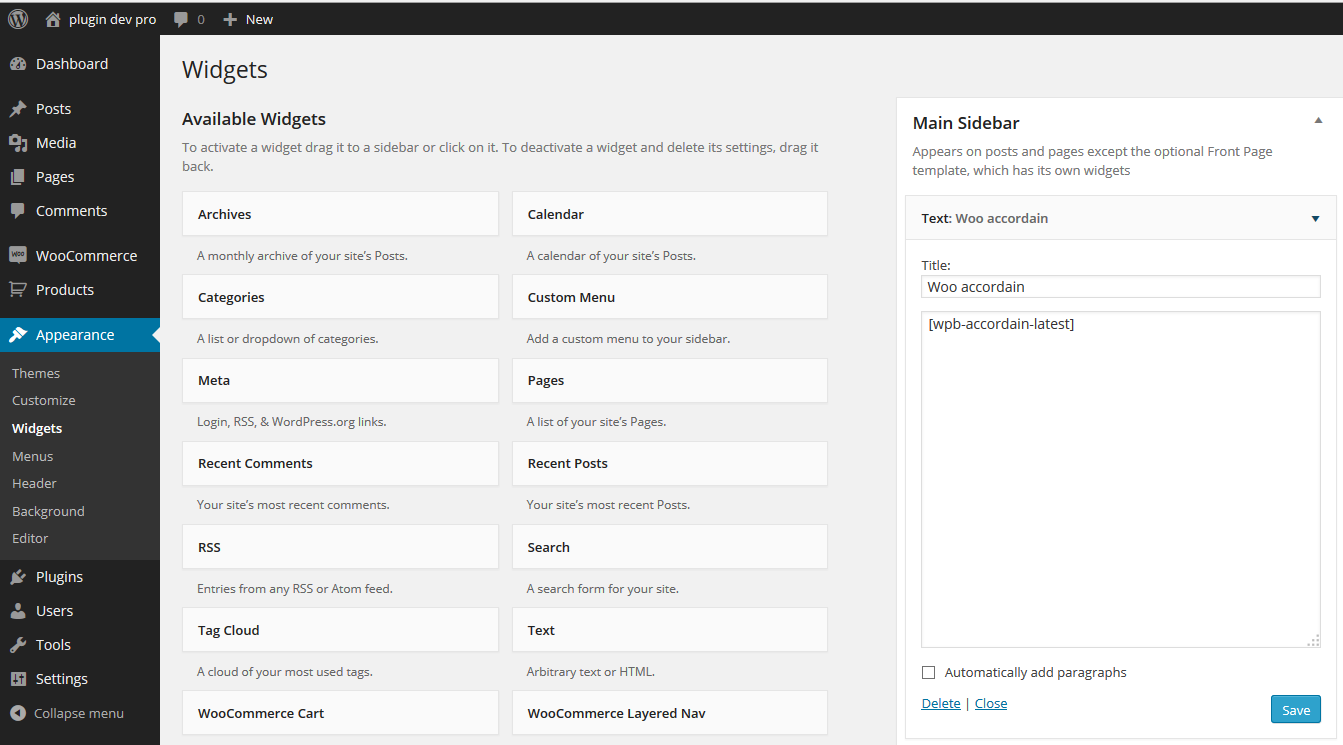 plugin dev pro 0 New
Dashboard
Posts
Media
Pages
Comments
WOO WooCommerce
Products
Appearance
Themes
Customize
Widgets
Menus
Header
Background
Editor
Plugins
Users
Tools
Settings
Collapse menu
Widgets
Available Widgets
To activate a widget drag it to a sidebar or click on it. To deactivate a widget and delete its settings, drag it
back.
Archives
A monthly archive of your site's Posts.
Calendar
A calendar of your site's Posts.
Categories
A list or dropdown of categories.
Custom Menu
Add a custom menu to your sidebar.
Meta
Login, RSS, & WordPress.org links.
Pages
A list of your site's Pages.
Recent Comments
Your site's most recent comments.
Recent Posts
Your site's most recent Posts.
RSS
Entries from any RSS or Atom feed.
Search
A search form for your site.
Tag Cloud
A cloud of your most used tags.
Text
Arbitrary text or HTML.
WooCommerce Cart
WooCommerce Layered Nav
Main Sidebar
Appears on posts and pages except the optional Front Page
template, which has its own widgets
Text: Woo accordain
Title:
Woo accordain
[wpb-accordain-latest]
Automatically add paragraphs
Delete | Close
Save